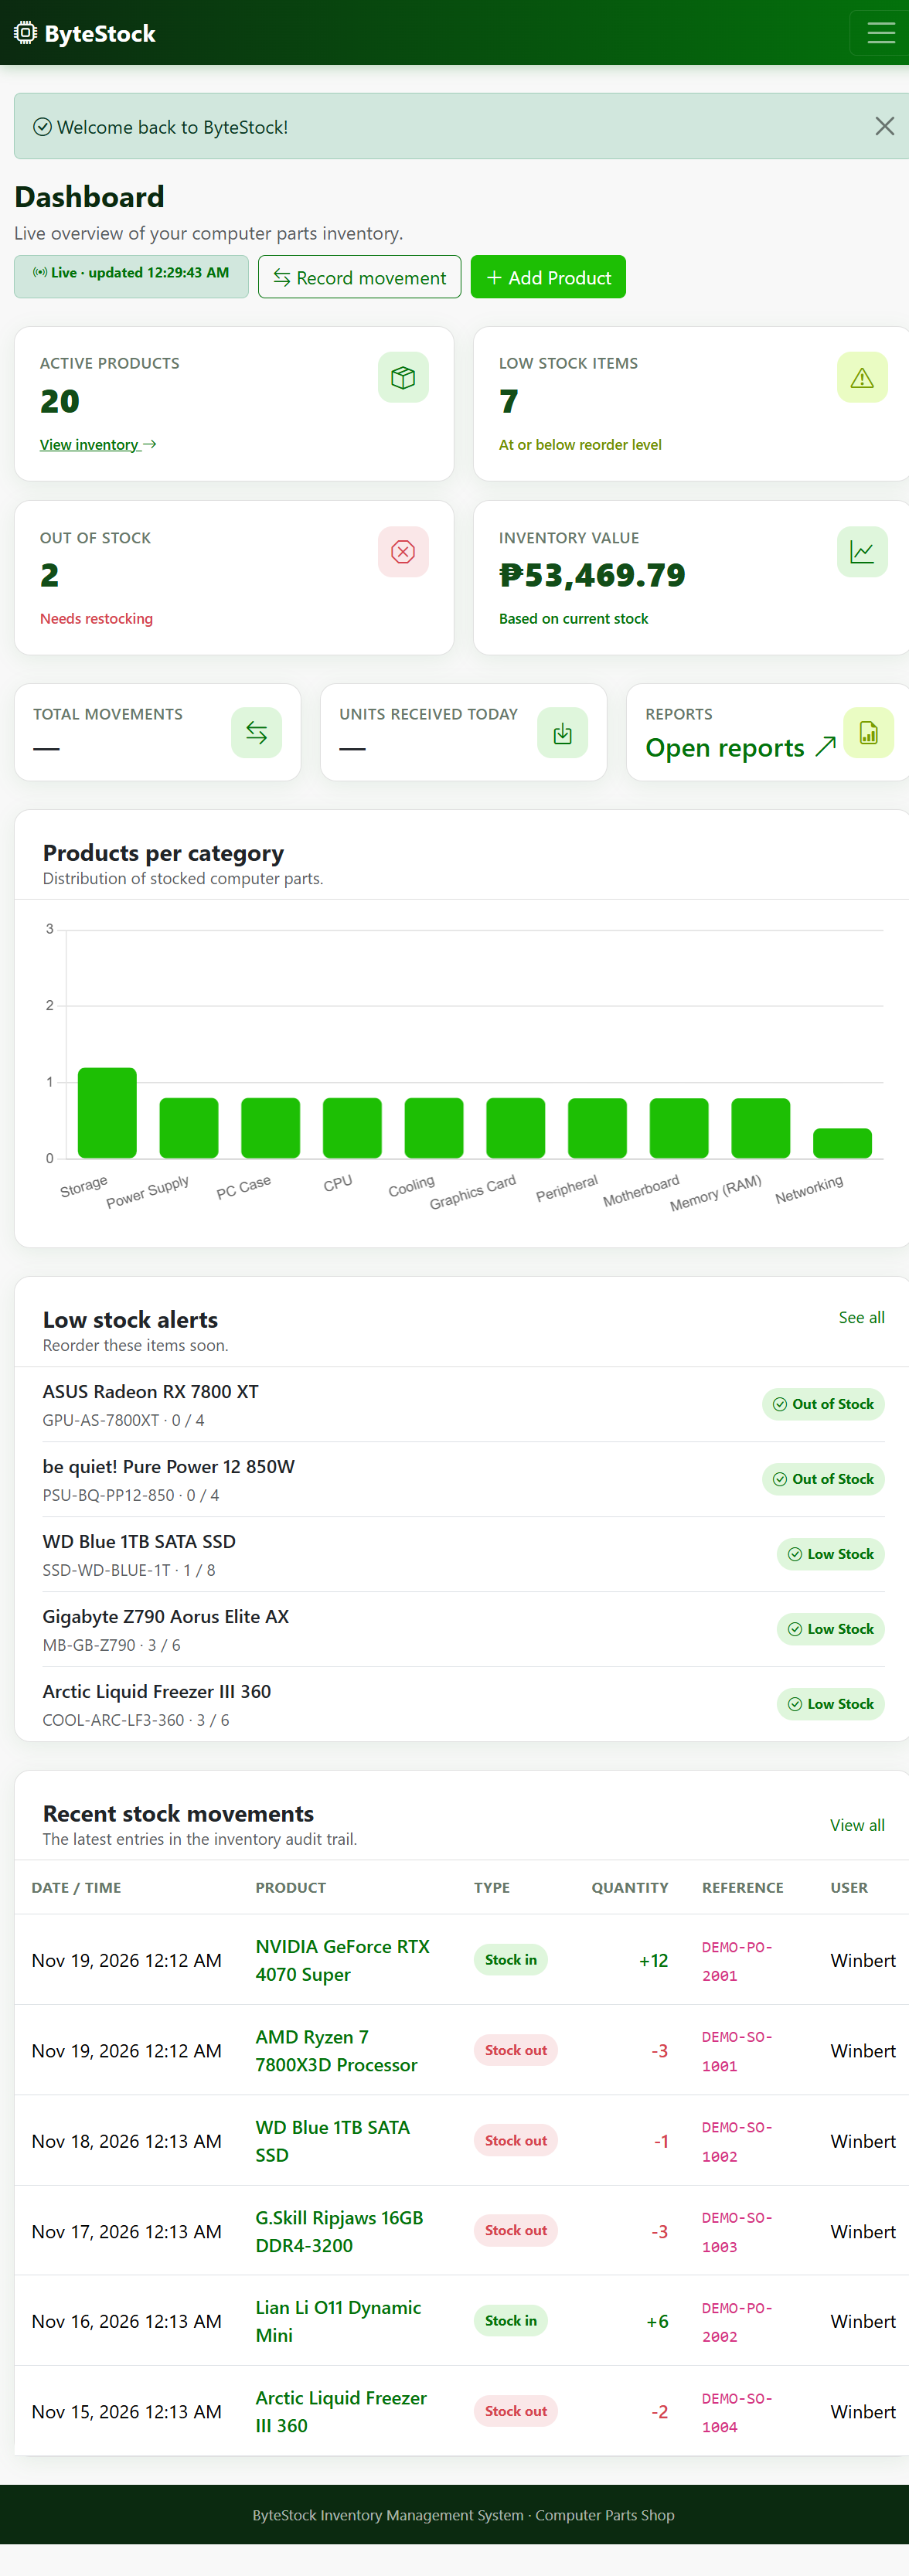 ByteStock
Welcome back to ByteStock!
Dashboard
Live overview of your computer parts inventory.
Live · updated 12:29:43 AM
Record movement
Add Product
ACTIVE PRODUCTS
20
View inventory →
LOW STOCK ITEMS
7
At or below reorder level
OUT OF STOCK
2
Needs restocking
INVENTORY VALUE
₱53,469.79
Based on current stock
TOTAL MOVEMENTS
—
UNITS RECEIVED TODAY
—
REPORTS
Open reports ↗
Products per category
Distribution of stocked computer parts.
3
2
1
0
Storage
Power Supply
PC Case
CPU
Cooling
Graphics Card
Peripheral
Motherboard
Memory (RAM)
Networking
Low stock alerts
Reorder these items soon.
See all
ASUS Radeon RX 7800 XT
GPU-AS-7800XT · 0 / 4
Out of Stock
be quiet! Pure Power 12 850W
PSU-BQ-PP12-850 · 0 / 4
Out of Stock
WD Blue 1TB SATA SSD
SSD-WD-BLUE-1T · 1 / 8
Low Stock
Gigabyte Z790 Aorus Elite AX
MB-GB-Z790 · 3 / 6
Low Stock
Arctic Liquid Freezer III 360
COOL-ARC-LF3-360 · 3 / 6
Low Stock
Recent stock movements
The latest entries in the inventory audit trail.
View all
DATE / TIME PRODUCT TYPE QUANTITY REFERENCE USER
Nov 19, 2026 12:12 AM NVIDIA GeForce RTX 4070 Super Stock in +12 DEMO-PO-2001 Winbert
Nov 19, 2026 12:12 AM AMD Ryzen 7 7800X3D Processor Stock out -3 DEMO-SO-1001 Winbert
Nov 18, 2026 12:13 AM WD Blue 1TB SATA SSD Stock out -1 DEMO-SO-1002 Winbert
Nov 17, 2026 12:13 AM G.Skill Ripjaws 16GB DDR4-3200 Stock out -3 DEMO-SO-1003 Winbert
Nov 16, 2026 12:13 AM Lian Li O11 Dynamic Mini Stock in +6 DEMO-PO-2002 Winbert
Nov 15, 2026 12:13 AM Arctic Liquid Freezer III 360 Stock out -2 DEMO-SO-1004 Winbert
ByteStock Inventory Management System · Computer Parts Shop